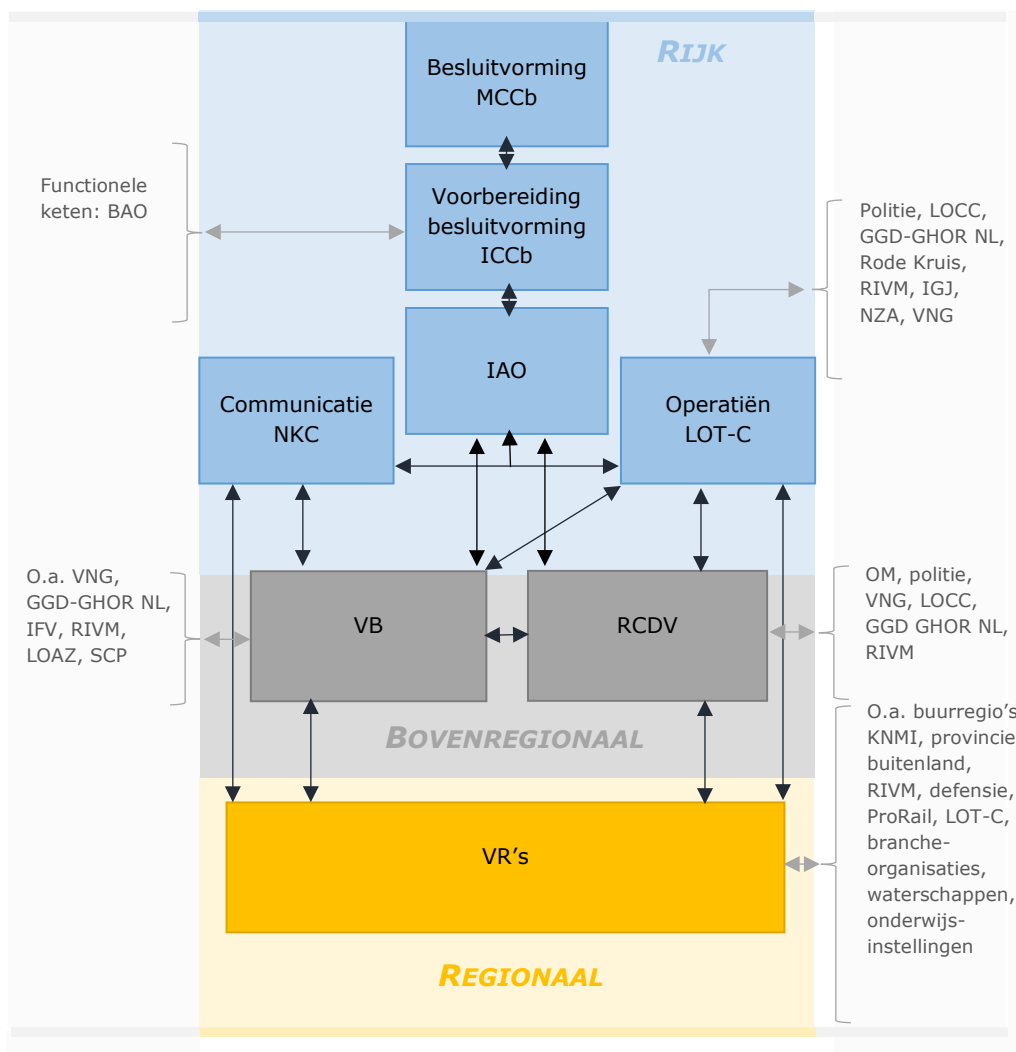 RIJK
Besluitvorming
MCCb
Functionele
keten: BAO
Voorbereiding
besluitvorming
ICCb
Politie, LOCC,
GGD-GHOR NL,
Rode Kruis,
RIVM, IGJ,
NZA, VNG
IAO
Communicatie
NKC
Operatiën
LOT-C
O.a. VNG,
GGD-GHOR NL,
IFV, RIVM,
LOAZ, SCP
VB
RCDV
OM, politie,
VNG, LOCC,
GGD GHOR NL,
RIVM
BOVENREGIONAAL
O.a. buurregio's
KNMI, provincie
buitenland,
RIVM, defensie,
ProRail, LOT-C,
branche-
organisaties,
waterschappen,
onderwijs-
instellingen
VR's
REGIONAAL